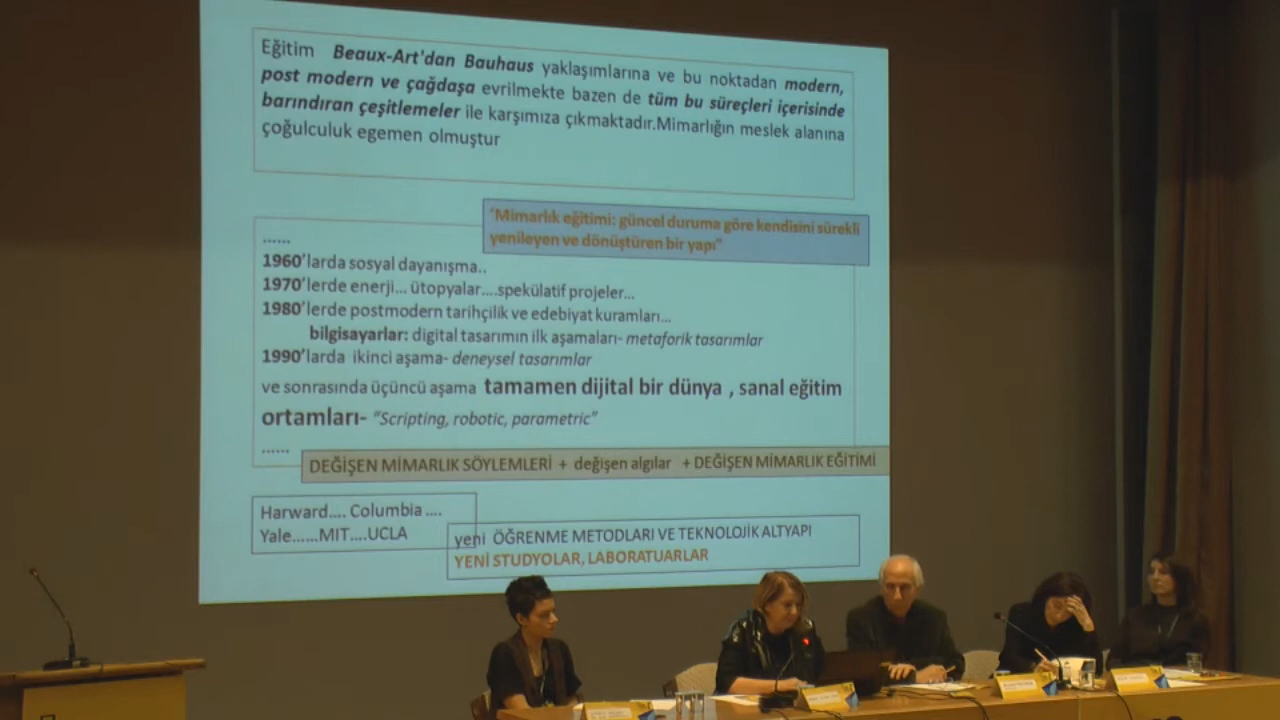 Eğitim Beaux-Art'dan Bauhaus yaklaşımlarına ve bu noktadan modern,
post modern ve çağdaşa evrilmekte bazen de tüm bu süreçleri içerisinde
barındıran çeşitlemeler ile karşımıza çıkmaktadır.Mimarlığın meslek alanına
çoğulculuk egemen olmuştur
'Mimarlık eğitimi: güncel duruma göre kendisini sürekli
yenileyen ve dönüştüren bir yapı"
......
1960'larda sosyal dayanışma..
1970'lerde enerji... ütopyalar....spekülatif projeler...
1980'lerde postmodern tarihçilik ve edebiyat kuramları...
bilgisayarlar: digital tasarımın ilk aşamaları- metaforik tasarımlar
1990'larda ikinci aşama- deneysel tasarımlar
ve sonrasında üçüncü aşama tamamen dijital bir dünya , sanal eğitim
ortamları- "Scripting, robotic, parametric"
......
DEĞİŞEN MİMARLIK SÖYLEMLERİ + değişen algılar + DEĞİŞEN MİMARLIK EĞİTİMİ
Harward.... Columbia ....
Yale......MIT....UCLA
yeni ÖĞRENME METODLARI VE TEKNOLOJİK ALTYAPI
YENİ STUDYOLAR, LABORATUARLAR